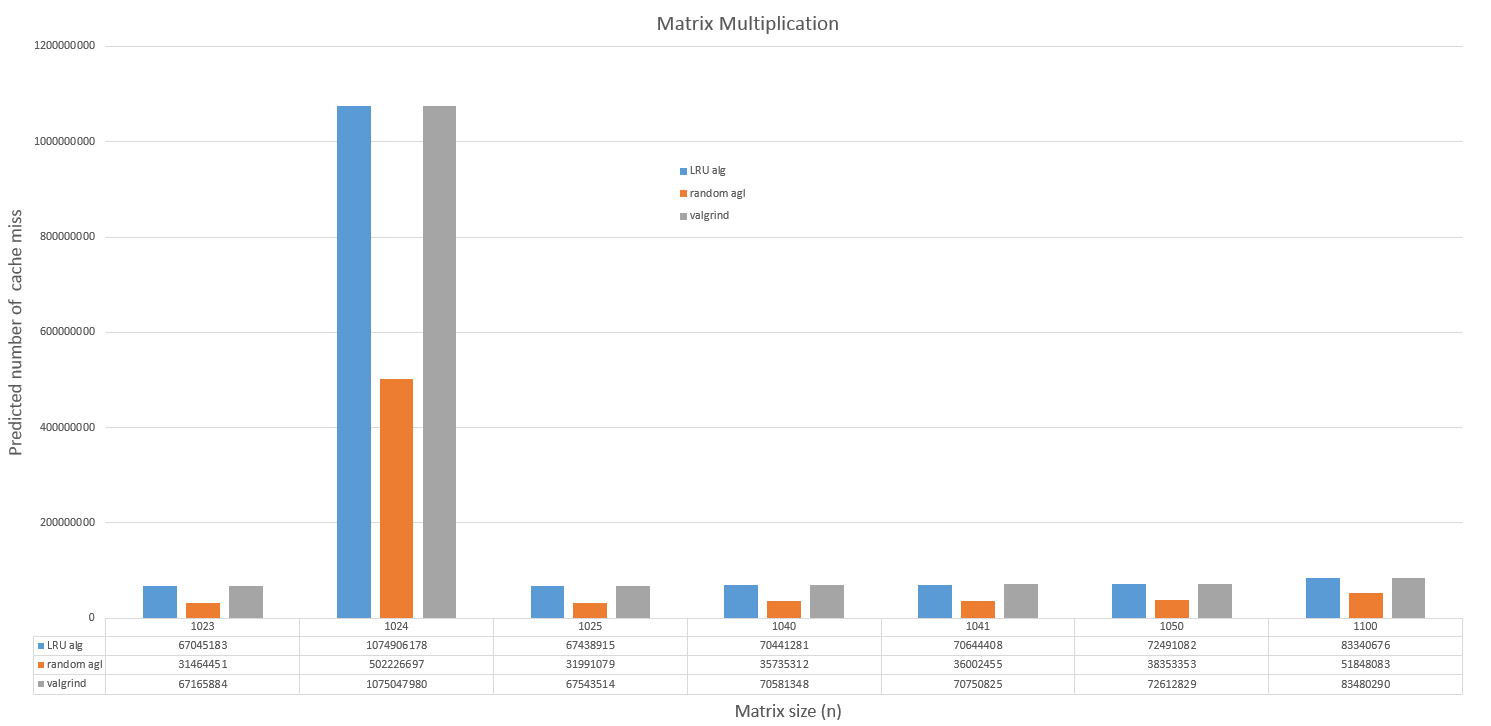 Matrix Multiplication
1200000000
1000000000
800000000
600000000
400000000
200000000
0
Predicted number of cache miss
LRU alg
random agl
valgrind
1023 1024 1025 1040 1041 1050 1100
LRU alg 67045183 1074906178 67438915 70441281 70644408 72491082 83340676
random agl 31464451 502226697 31991079 35735312 36002455 38353353 51848083
valgrind 67165884 1075047980 67543514 70581348 70750825 72612829 83480290
Matrix size (n)